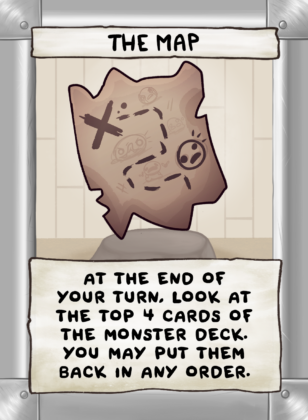 THE MAP
AT THE END OF
YOUR TURN, LOOK AT
THE TOP 4 CARDS OF
THE MONSTER DECK.
YOU MAY PUT THEM
BACK IN ANY ORDER.